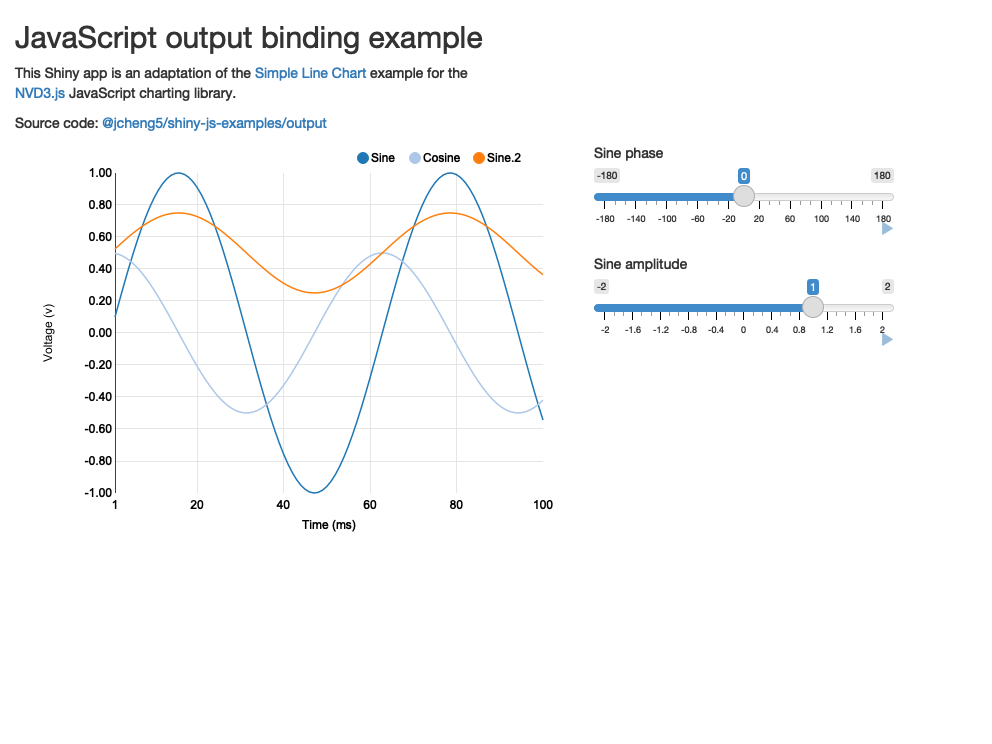 JavaScript output binding example
This Shiny app is an adaptation of the Simple Line Chart example for the
NVD3.js JavaScript charting library.
Source code: @jcheng5/shiny-js-examples/output
Sine Cosine Sine.2
1.00
0.80
0.60
0.40
0.20
0.00
-0.20
-0.40
-0.60
-0.80
-1.00
Voltage (v)
1 20 40 60 80 100
Time (ms)
Sine phase
-180 0 180
-180 -140 -100 -60 -20 20 60 100 140 180
Sine amplitude
-2 1 2
-2 -1.6 -1.2 -0.8 -0.4 0 0.4 0.8 1.2 1.6 2